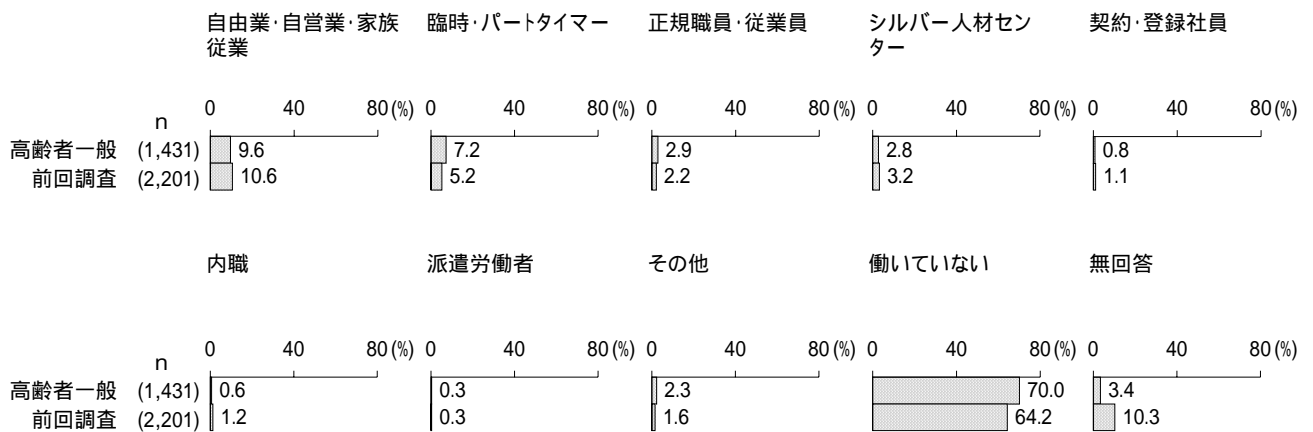 自由業・自営業・家族従業 臨時・パートタイマー 正規職員・従業員 シルバー人材センター 契約・登録社員
0 40 80(%) 0 40 80(%) 0 40 80(%) 0 40 80(%) 0 40 80(%)
n
高齢者一般 (1,431) 9.6 7.2 2.9 2.8 0.8
前回調査 (2,201) 10.6 5.2 2.2 3.2 1.1
内職 派遣労働者 その他 働いていない 無回答
0 40 80(%) 0 40 80(%) 0 40 80(%) 0 40 80(%) 0 40 80(%)
n
高齢者一般 (1,431) 0.6 0.3 2.3 70.0 3.4
前回調査 (2,201) 1.2 0.3 1.6 64.2 10.3